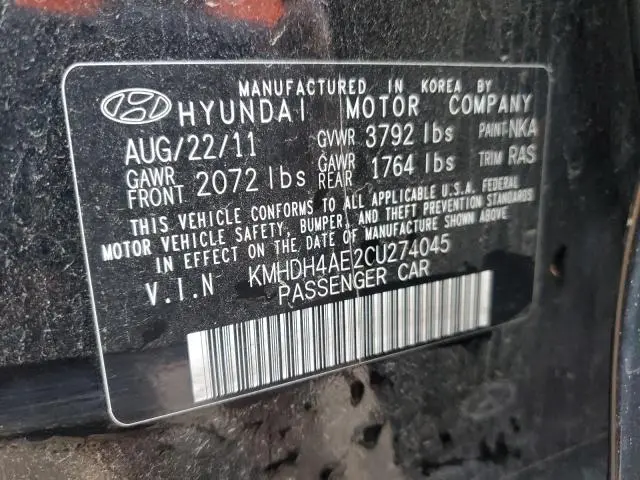 MANUFACTURED IN KOREA BY
HYUNDAI MOTOR COMPANY
AUG/22/11 GVWR 3792 lbs PAINT NKA
GAWR FRONT 2072 lbs GAWR REAR 1764 lbs TRIM RAS
THIS VEHICLE CONFORMS TO ALL APPLICABLE U.S.A. FEDERAL
MOTOR VEHICLE SAFETY, BUMPER, AND THEFT PREVENTION STANDARDS
IN EFFECT ON THE DATE OF MANUFACTURE SHOWN ABOVE.
V.I.N KMHDH4AE2CU274045
PASSENGER CAR